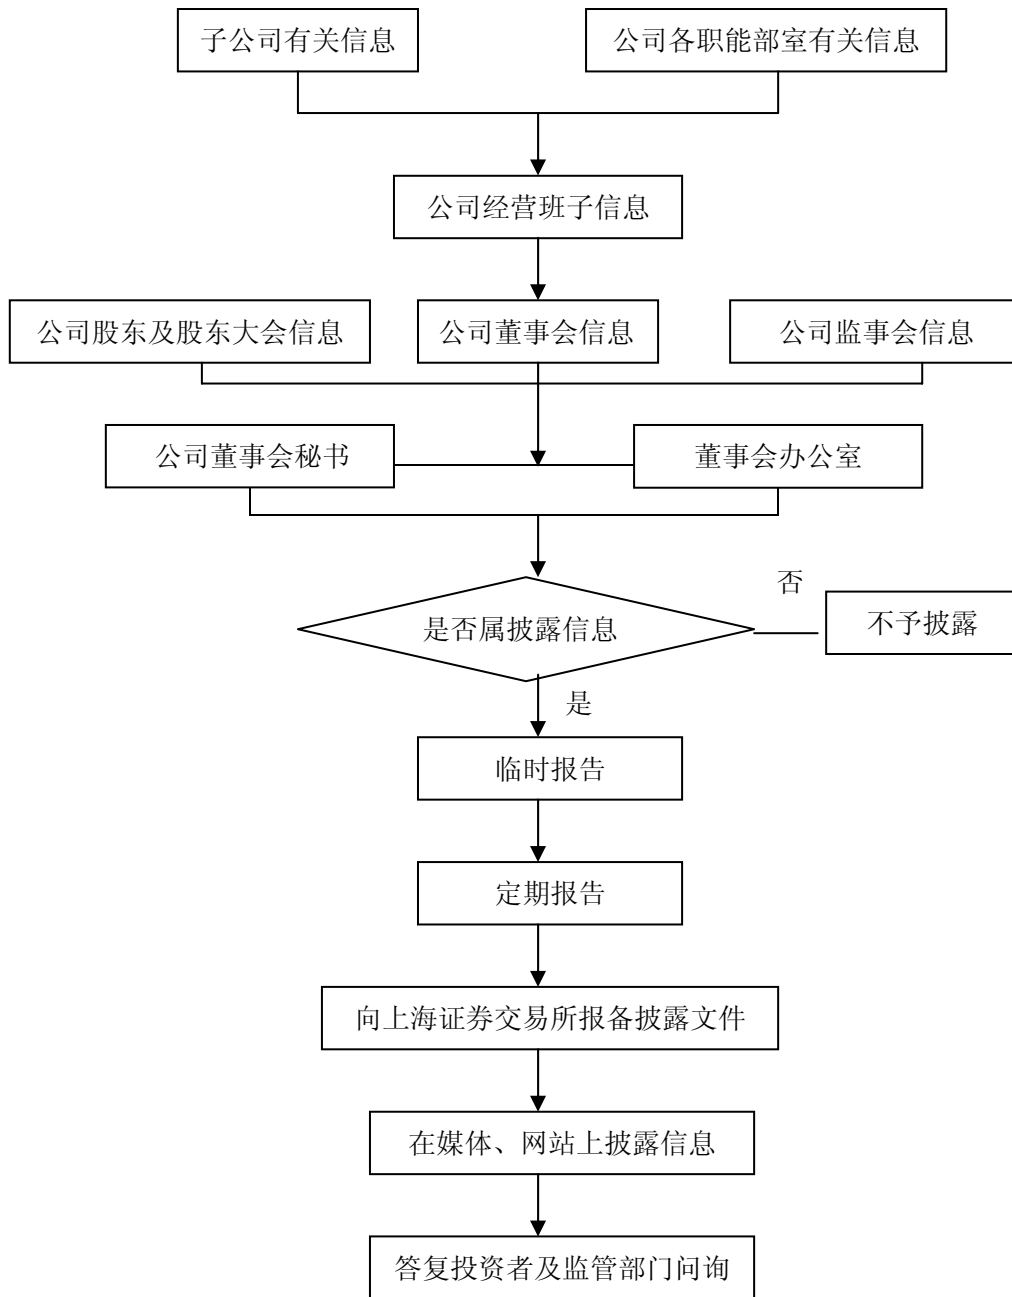 子公司有关信息
公司各职能部室有关信息
公司经营班子信息
公司股东及股东大会信息
公司董事会信息
公司监事会信息
公司董事会秘书
董事会办公室
否
是否属披露信息
不予披露
是
临时报告
定期报告
向上海证券交易所报备披露文件
在媒体、网站上披露信息
答复投资者及监管部门问询